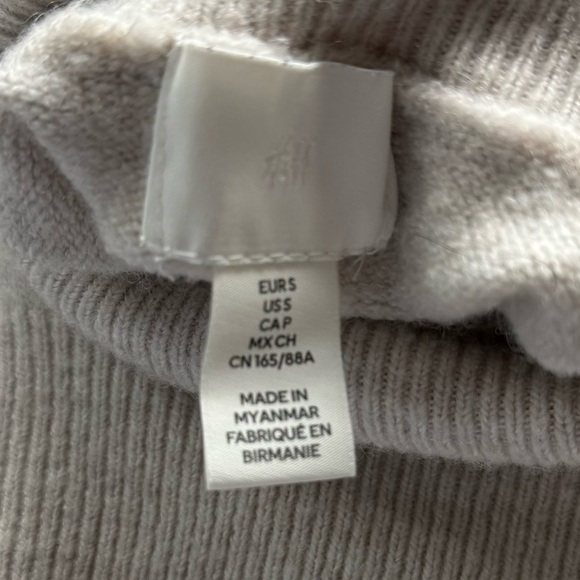 H&M
EUR S
US S
CA P
MX CH
CN 165/88A
MADE IN
MYANMAR
FABRIQUÉ EN
BIRMANIE